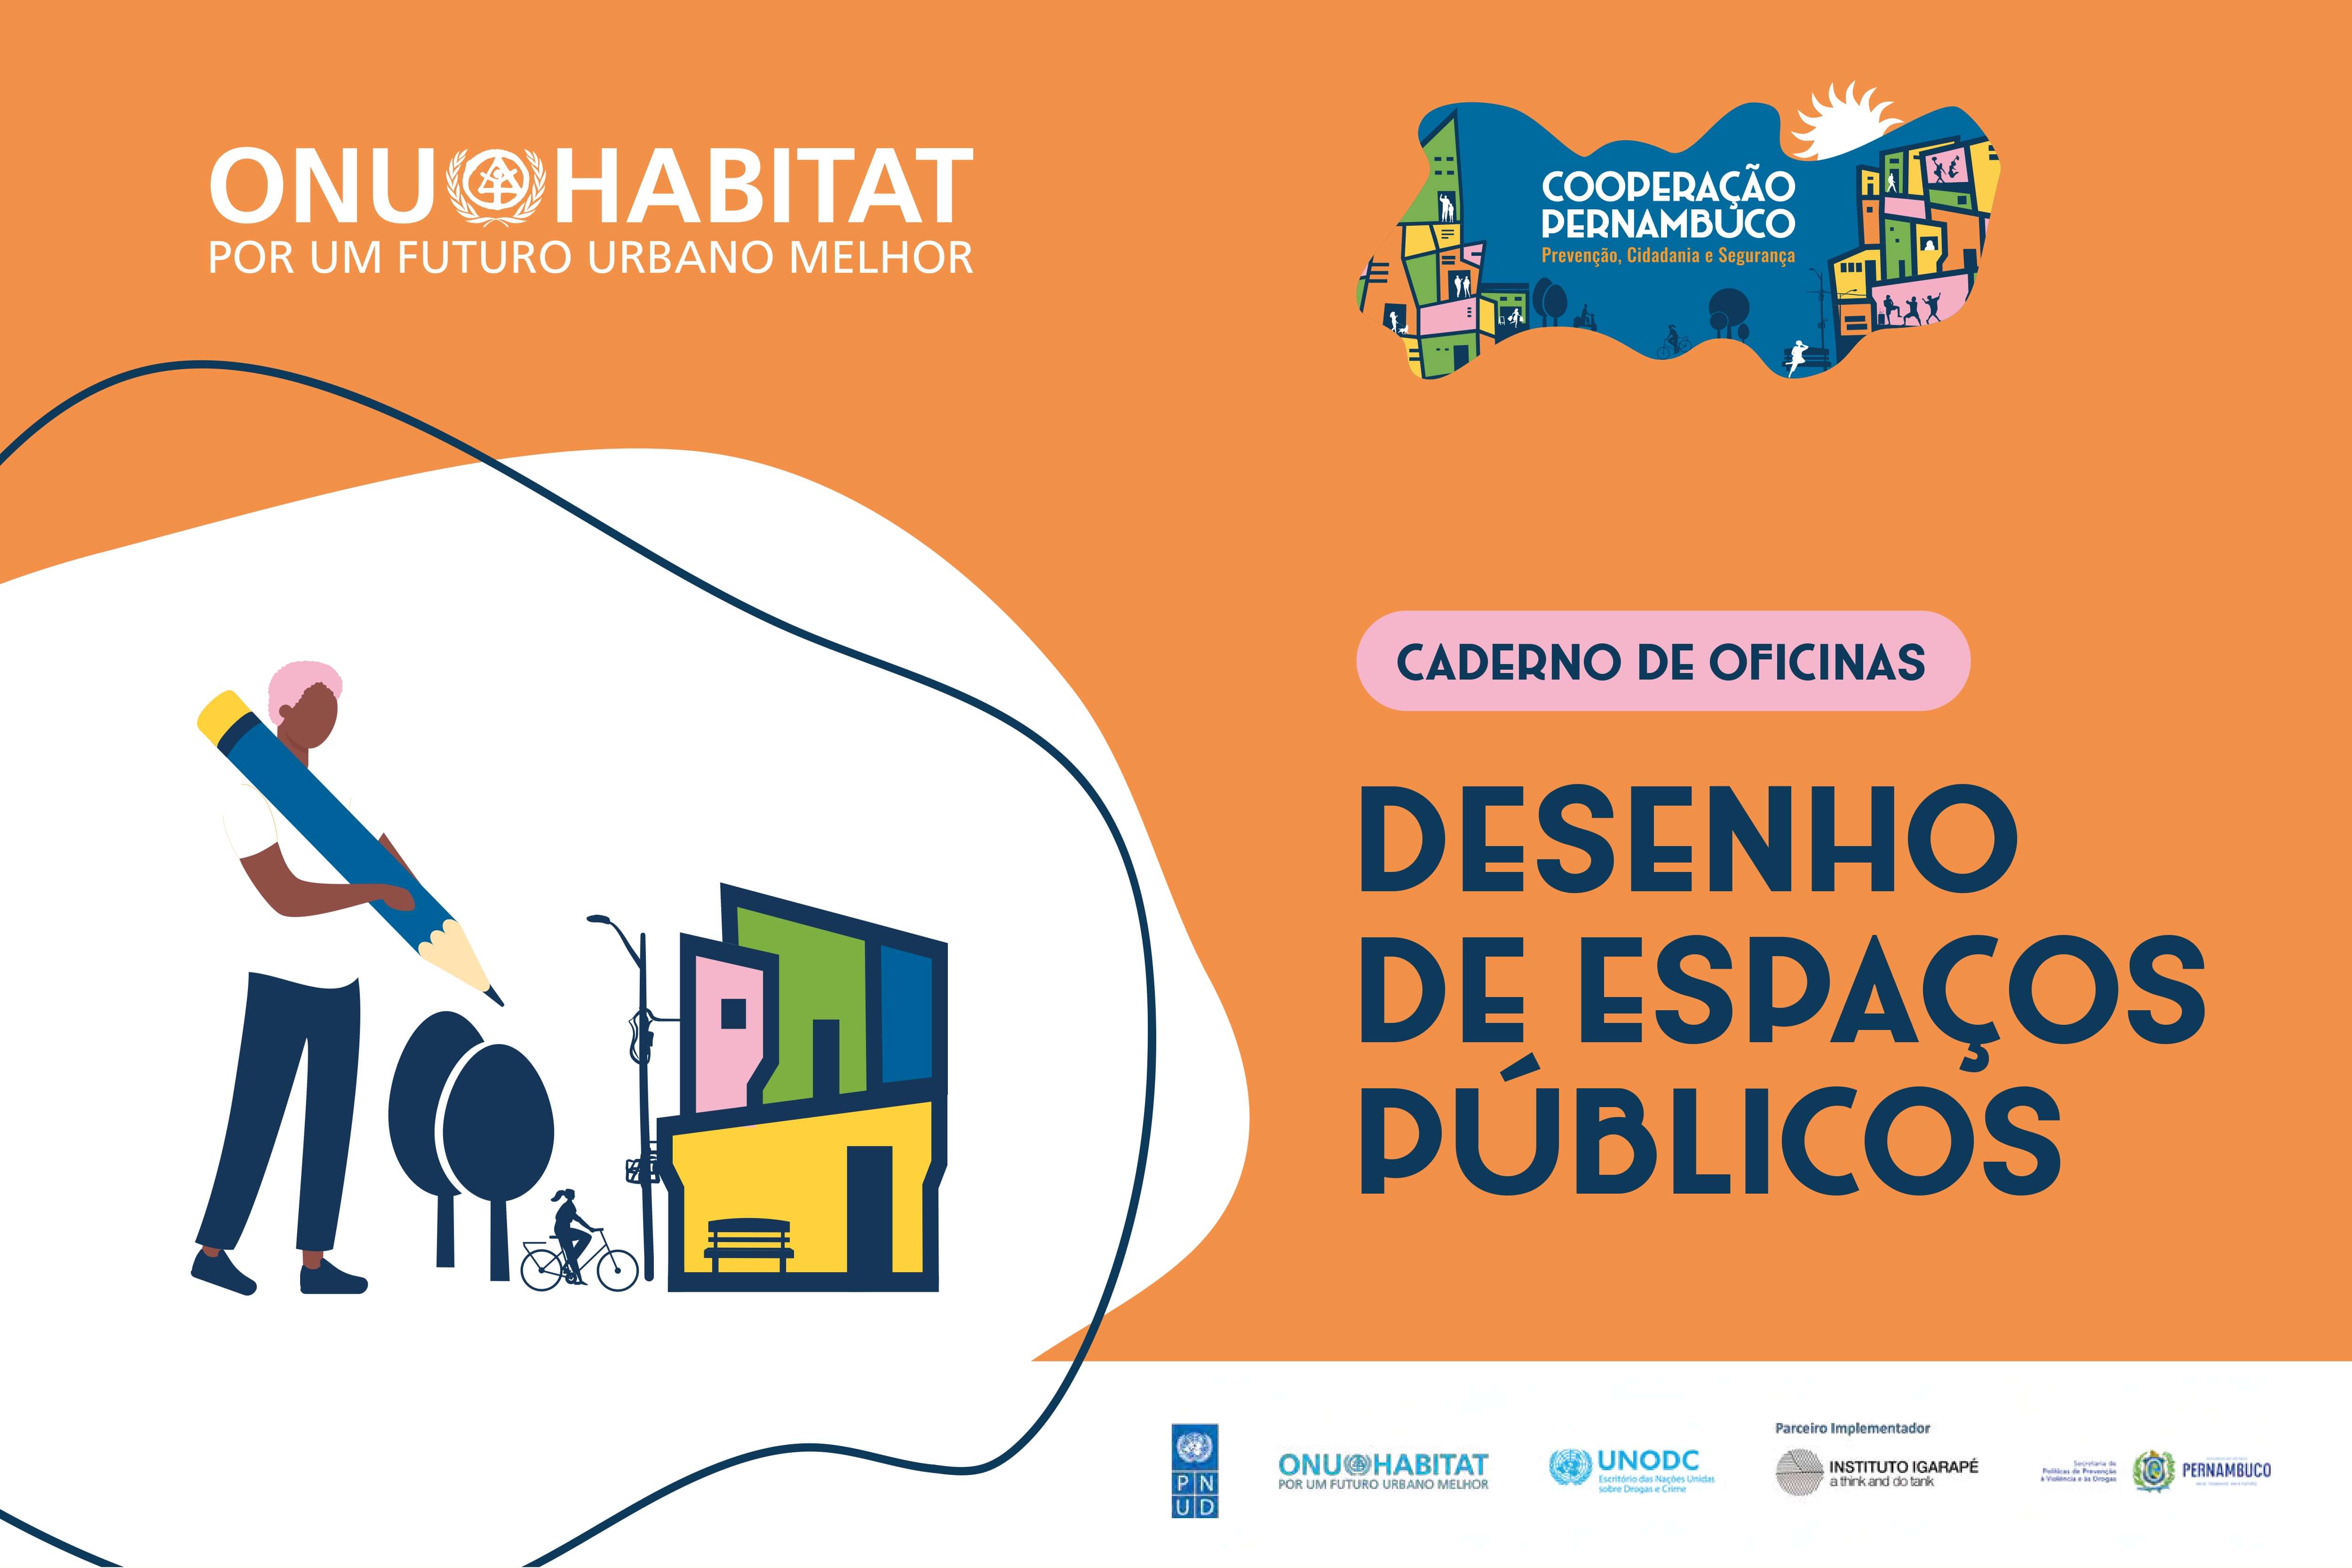 ONU HABITAT
POR UM FUTURO URBANO MELHOR
COOPERAÇÃO
PERNAMBUCO
Prevenção, Cidadania e Segurança
CADERNO DE OFICINAS
DESENHO
DE ESPAÇOS
PÚBLICOS
PN
UD
ONU HABITAT
POR UM FUTURO URBANO MELHOR
UNODC
Escritório das Nações Unidas
sobre Drogas e Crime
Parceiro Implementador
INSTITUTO IGARAPÉ
a think and do tank
Secretaria de
Políticas de Prevenção
à Violência e às Drogas
PERNAMBUCO